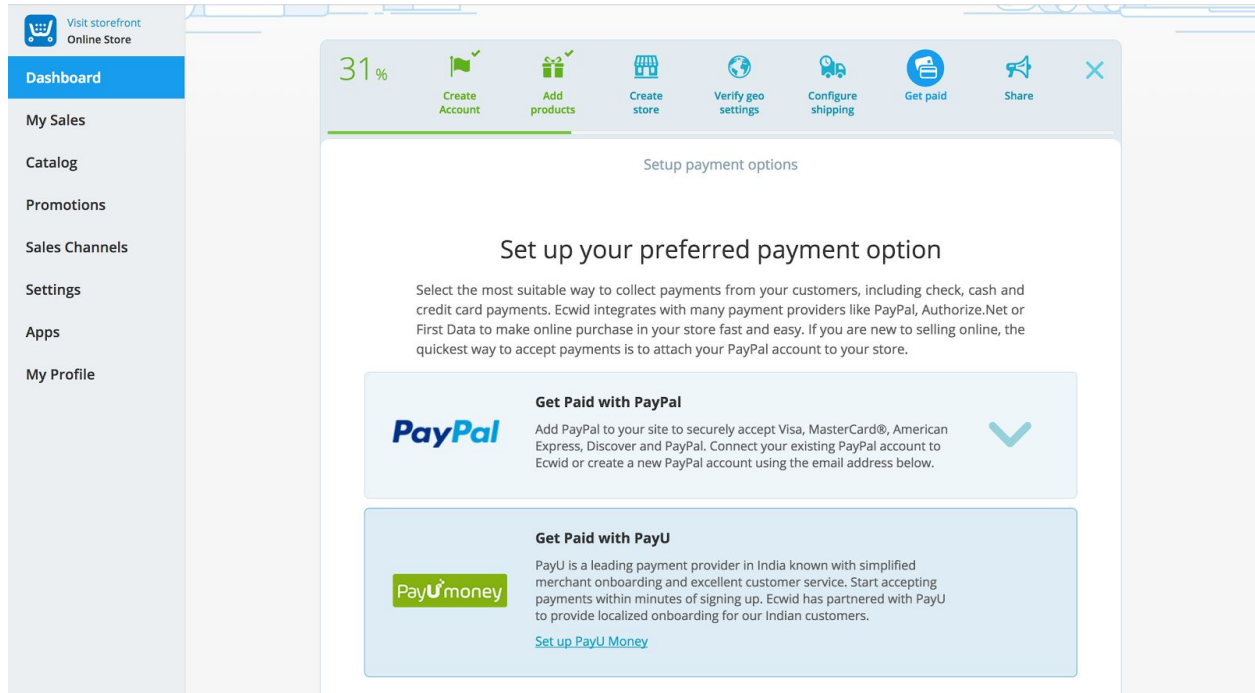 Visit storefront
Online Store
Dashboard
My Sales
Catalog
Promotions
Sales Channels
Settings
Apps
My Profile
31%
Create
Account
Add
products
Create
store
Verify geo
settings
Configure
shipping
Get paid
Share
Setup payment options
Set up your preferred payment option
Select the most suitable way to collect payments from your customers, including check, cash and
credit card payments. Ecwid integrates with many payment providers like PayPal, Authorize.Net or
First Data to make online purchase in your store fast and easy. If you are new to selling online, the
quickest way to accept payments is to attach your PayPal account to your store.
PayPal
Get Paid with PayPal
Add PayPal to your site to securely accept Visa, MasterCard®, American
Express, Discover and PayPal. Connect your existing PayPal account to
Ecwid or create a new PayPal account using the email address below.
PayUmoney
Get Paid with PayU
PayU is a leading payment provider in India known with simplified
merchant onboarding and excellent customer service. Start accepting
payments within minutes of signing up. Ecwid has partnered with PayU
to provide localized onboarding for our Indian customers.
Set up PayU Money